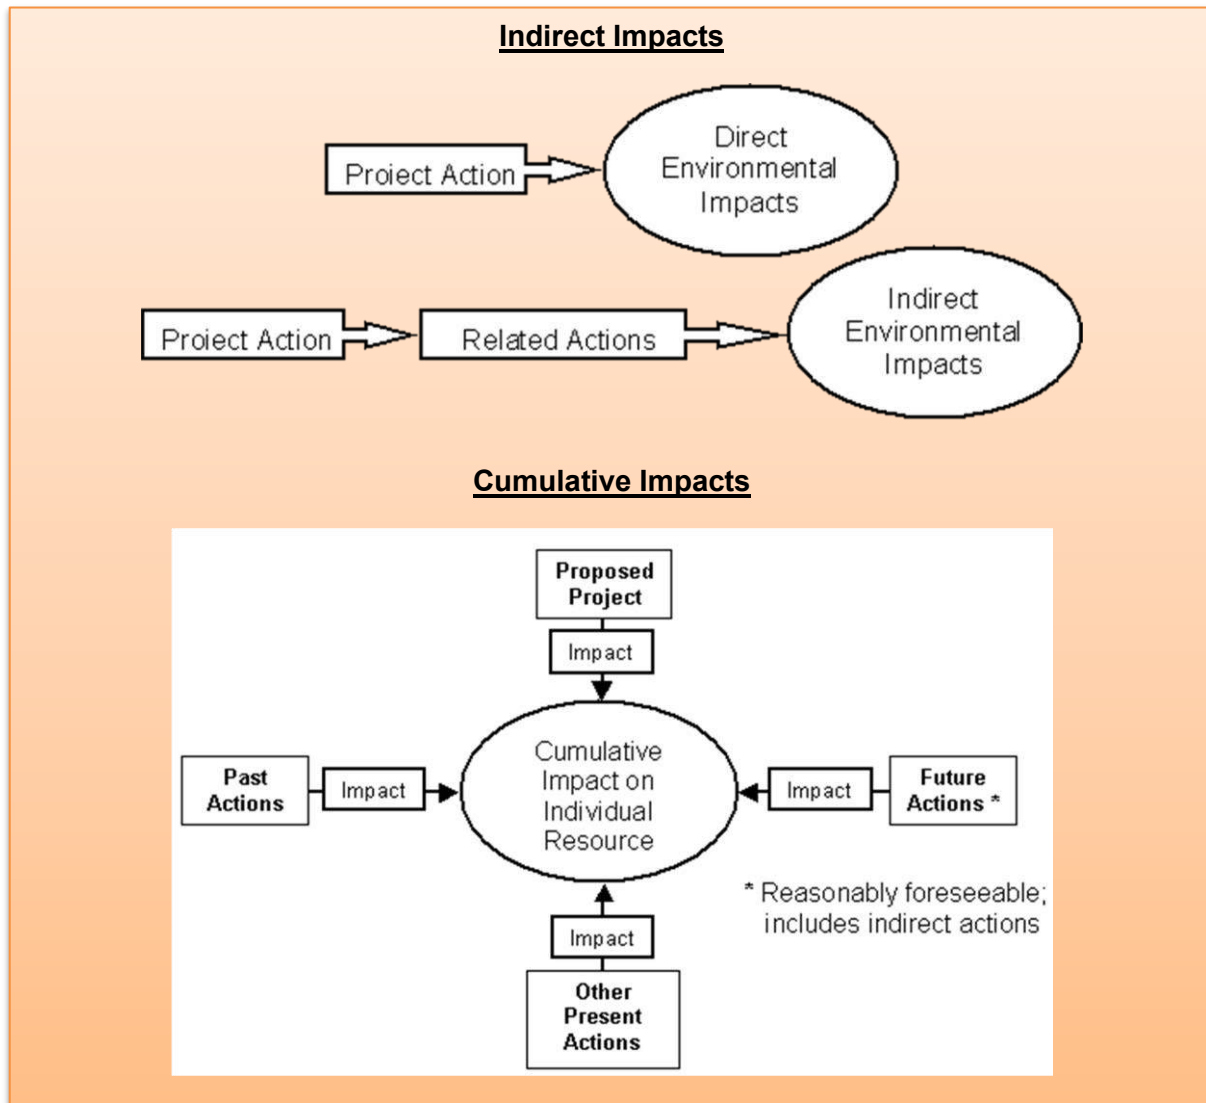 Indirect Impacts
Direct
Environmental
Impacts
Proiect Action
Indirect
Environmental
Impacts
Proiect Action
Related Actions
Cumulative Impacts
Proposed
Project
Impact
Past
Actions
Impact
Cumulative
Impact on
Individual
Resource
Impact
Future
Actions *
* Reasonably foreseeable;
includes indirect actions
Impact
Other
Present
Actions